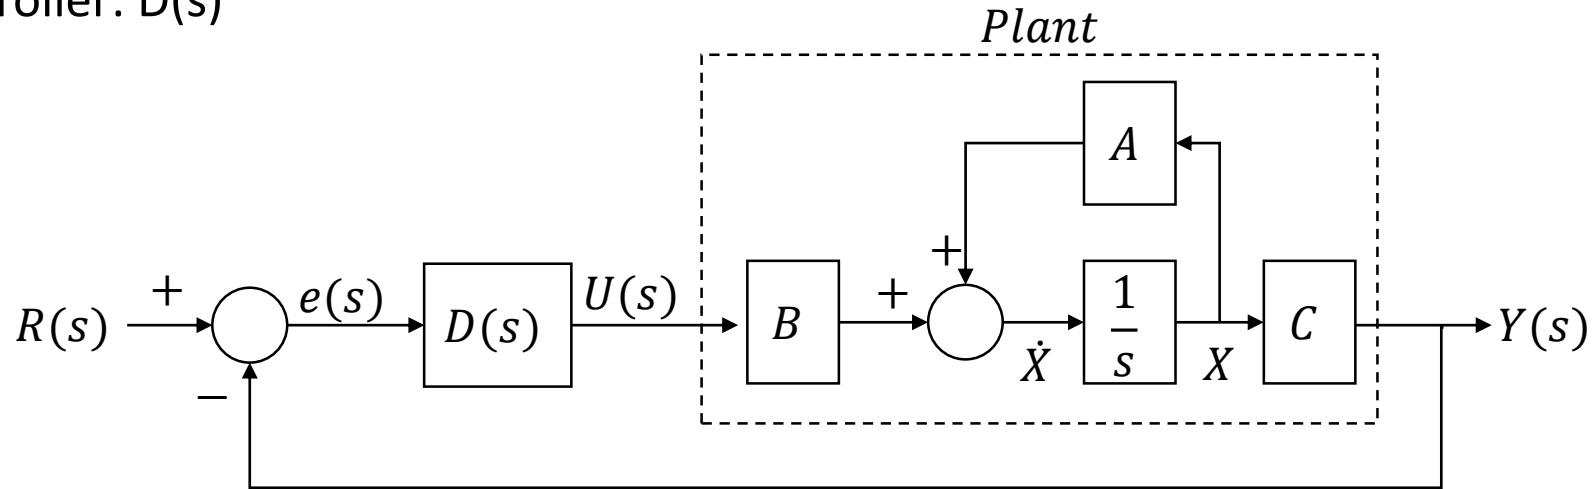 roller: D(s)
Plant
A
+
+ e(s) U(s) +
R(s) D(s) B 1/s C Y(s)
Ẋ X
−